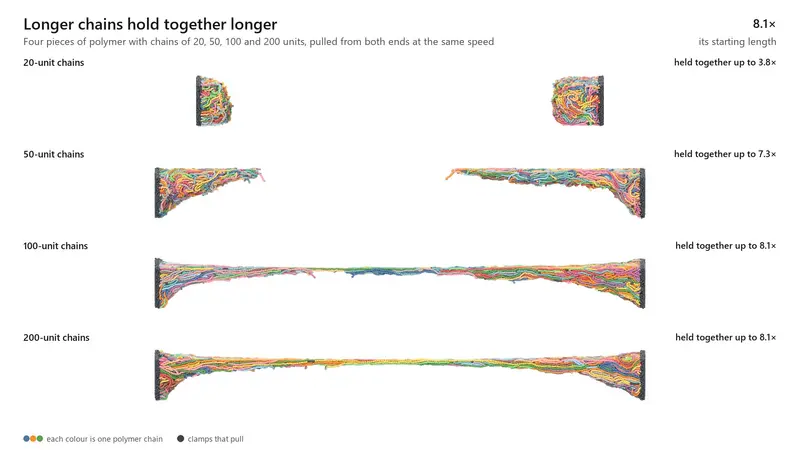 Longer chains hold together longer
8.1×
Four pieces of polymer with chains of 20, 50, 100 and 200 units, pulled from both ends at the same speed
its starting length
20-unit chains
held together up to 3.8×
50-unit chains
held together up to 7.3×
100-unit chains
held together up to 8.1×
200-unit chains
held together up to 8.1×
each colour is one polymer chain
clamps that pull